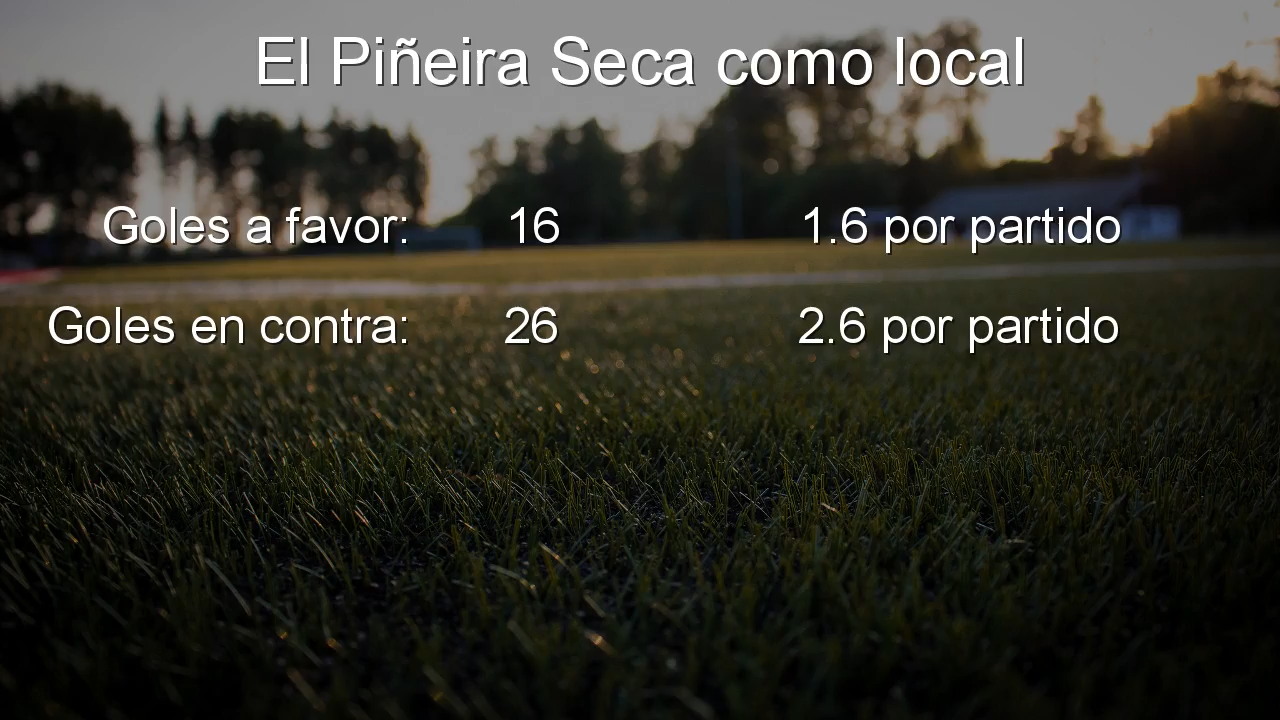 El Piñeira Seca como local
Goles a favor: 16 1.6 por partido
Goles en contra: 26 2.6 por partido